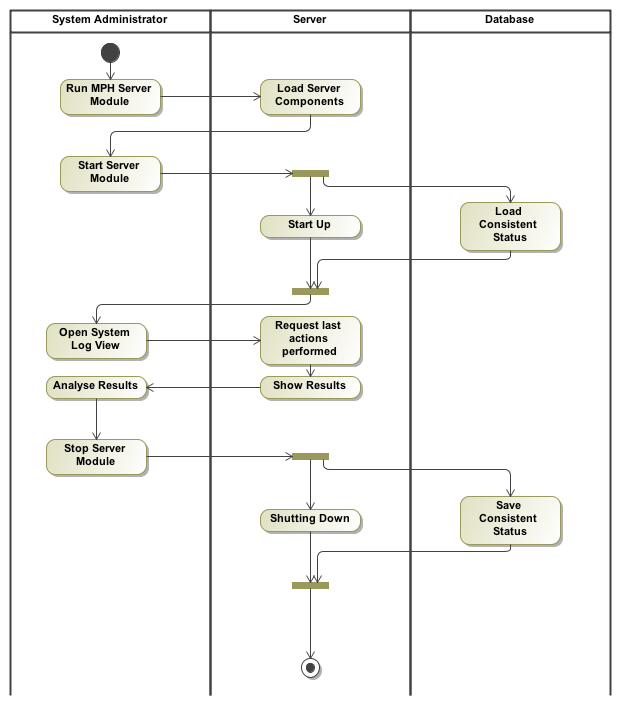 System Administrator
Server
Database
Run MPH Server
Module
Load Server
Components
Start Server
Module
Start Up
Load
Consistent
Status
Open System
Log View
Request last
actions
performed
Analyse Results
Show Results
Stop Server
Module
Shutting Down
Save
Consistent
Status